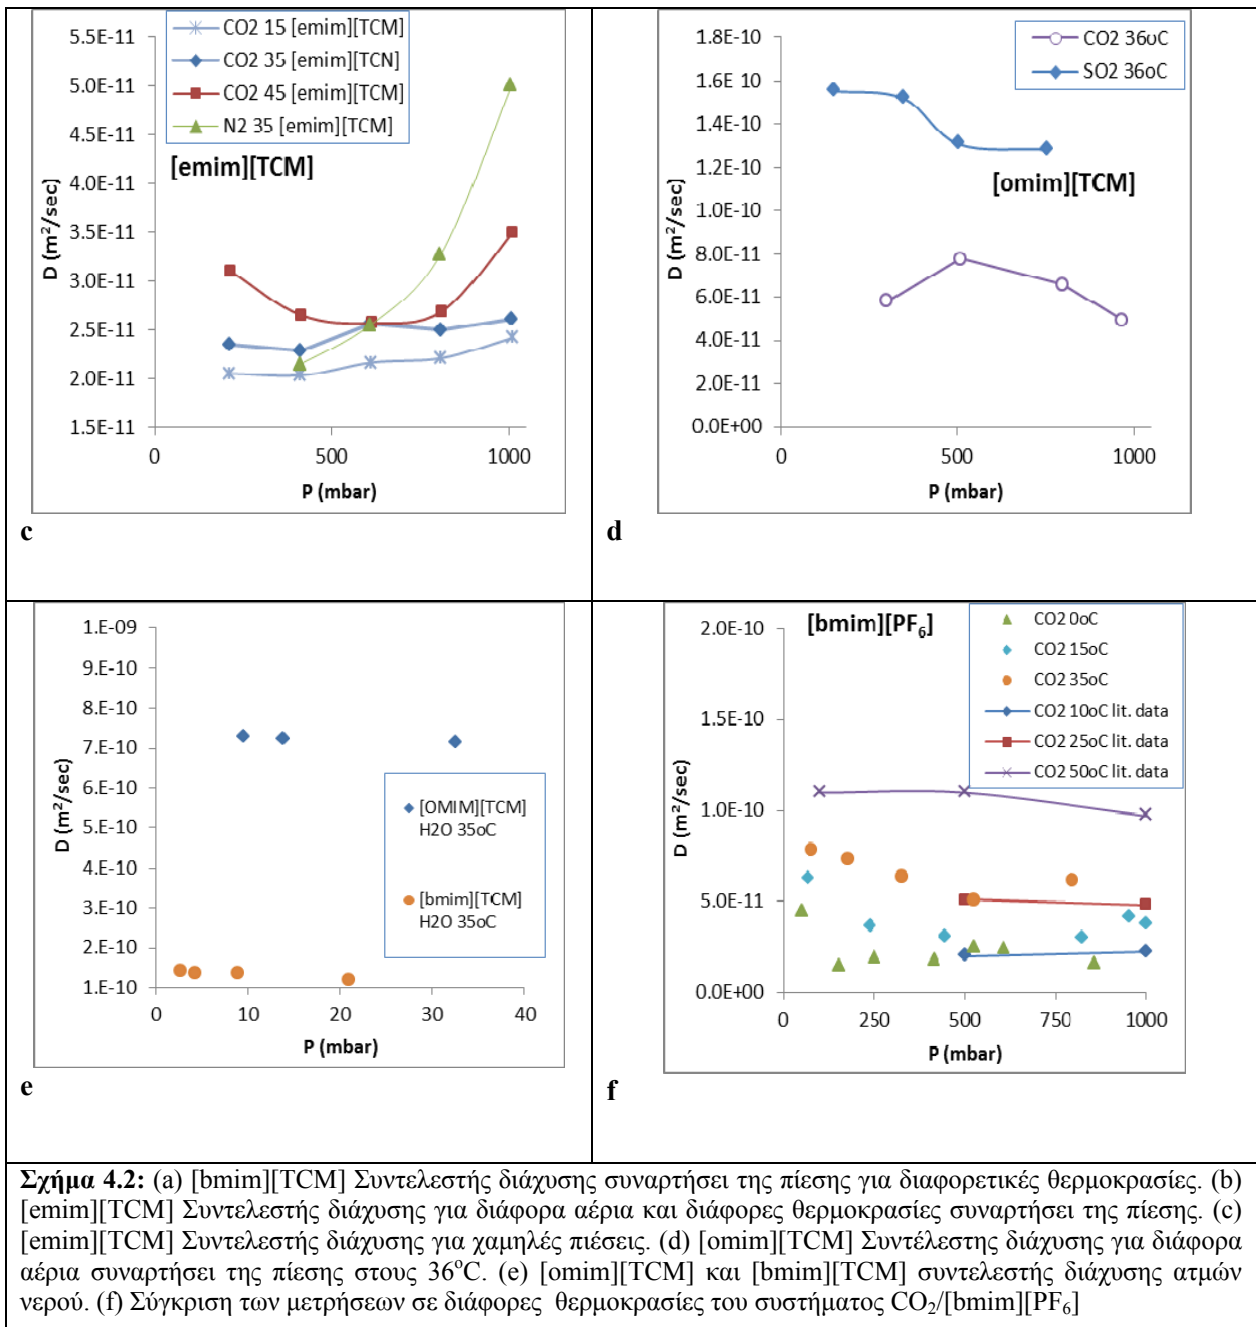 5.5E-11
5.0E-11
4.5E-11
4.0E-11
3.5E-11
3.0E-11
2.5E-11
2.0E-11
1.5E-11
D (m²/sec)
CO2 15 [emim][TCM]
CO2 35 [emim][TCN]
CO2 45 [emim][TCM]
N2 35 [emim][TCM]
[emim][TCM]
0 500 1000
P (mbar)
c
1.8E-10
1.6E-10
1.4E-10
1.2E-10
1.0E-10
8.0E-11
6.0E-11
4.0E-11
2.0E-11
0.0E+00
D (m²/sec)
CO2 36oC
SO2 36oC
[omim][TCM]
0 500 1000
P (mbar)
d
1.E-09
9.E-10
8.E-10
7.E-10
6.E-10
5.E-10
4.E-10
3.E-10
2.E-10
1.E-10
D (m²/sec)
[OMIM][TCM]
H2O 35oC
[bmim][TCM]
H2O 35oC
0 10 20 30 40
P (mbar)
e
[bmim][PF₆]
2.0E-10
1.5E-10
1.0E-10
5.0E-11
0.0E+00
D (m²/sec)
CO2 0oC
CO2 15oC
CO2 35oC
CO2 10oC lit. data
CO2 25oC lit. data
CO2 50oC lit. data
0 250 500 750 1000
P (mbar)
f
Σχήμα 4.2: (a) [bmim][TCM] Συντελεστής διάχυσης συναρτήσει της πίεσης για διαφορετικές θερμοκρασίες. (b)
[emim][TCM] Συντελεστής διάχυσης για διάφορα αέρια και διάφορες θερμοκρασίες συναρτήσει της πίεσης. (c)
[emim][TCM] Συντελεστής διάχυσης για χαμηλές πιέσεις. (d) [omim][TCM] Συντέλεστης διάχυσης για διάφορα
αέρια συναρτήσει της πίεσης στους 36°C. (e) [omim][TCM] και [bmim][TCM] συντελεστής διάχυσης ατμών
νερού. (f) Σύγκριση των μετρήσεων σε διάφορες θερμοκρασίες του συστήματος CO₂/[bmim][PF₆]